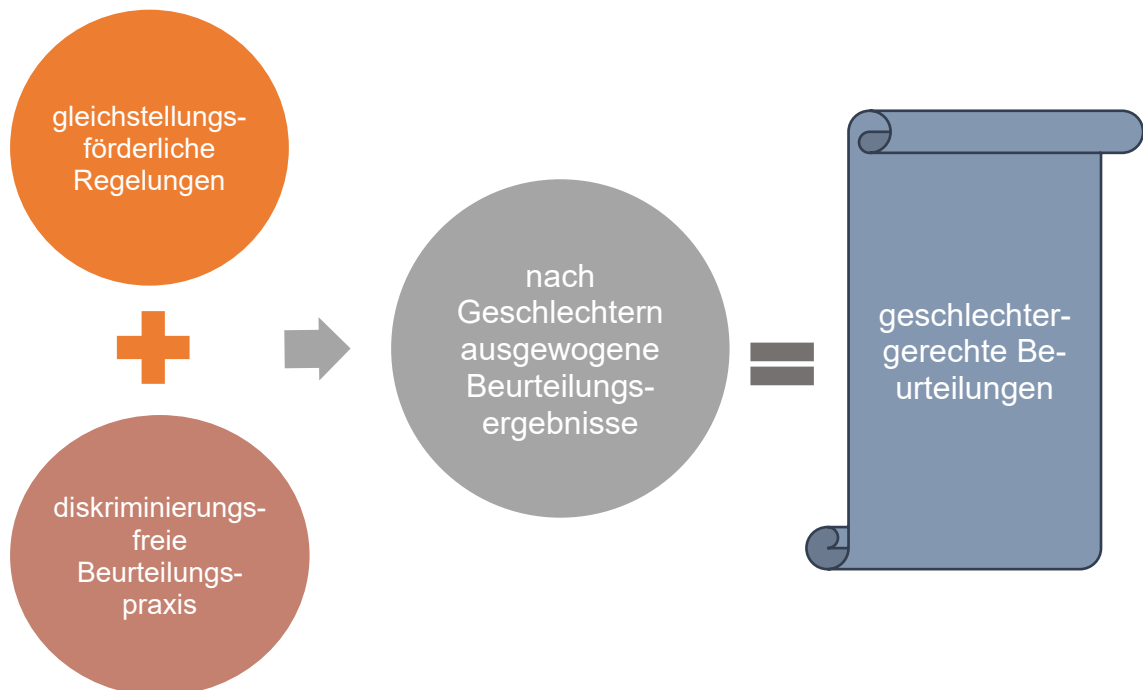 gleichstellungs-
förderliche
Regelungen
diskriminierungs-
freie
Beurteilungs-
praxis
nach
Geschlechtern
ausgewogene
Beurteilungs-
ergebnisse
geschlechter-
gerechte Be-
urteilungen